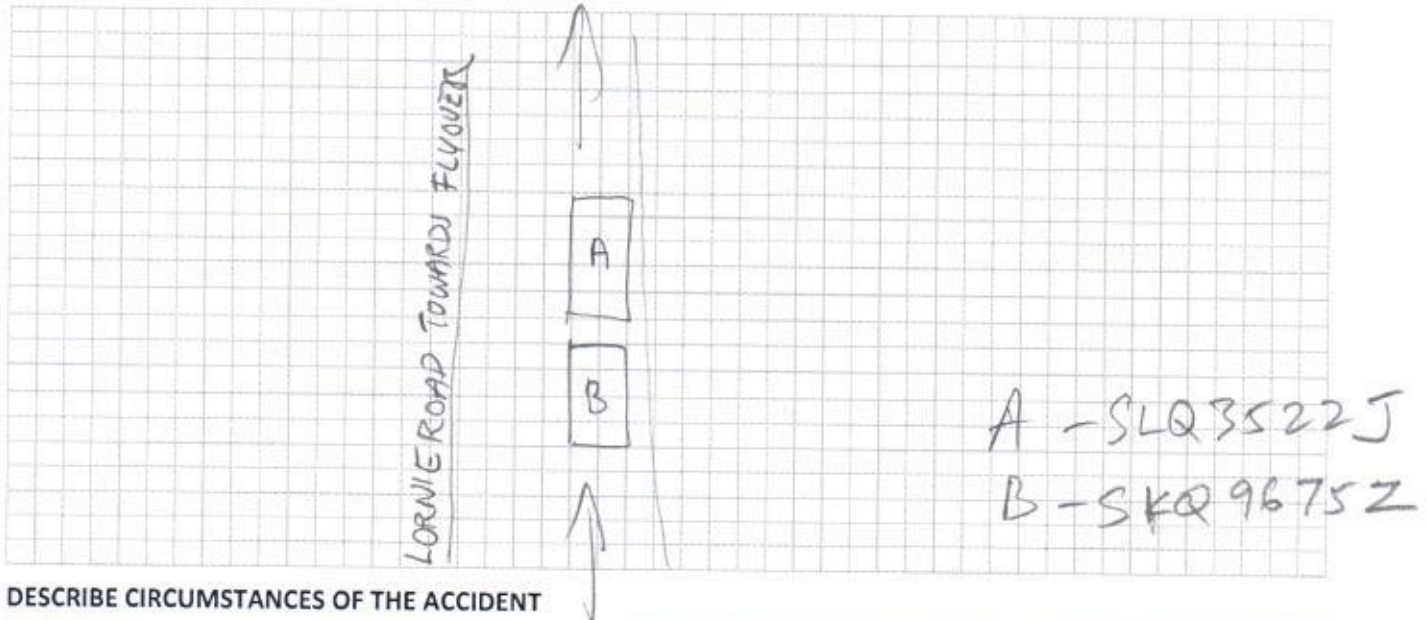 LORNIE ROAD TOWARDS FLYOVER
A
B
A - SLQ3522J
B - SKQ9675Z
DESCRIBE CIRCUMSTANCES OF THE ACCIDENT